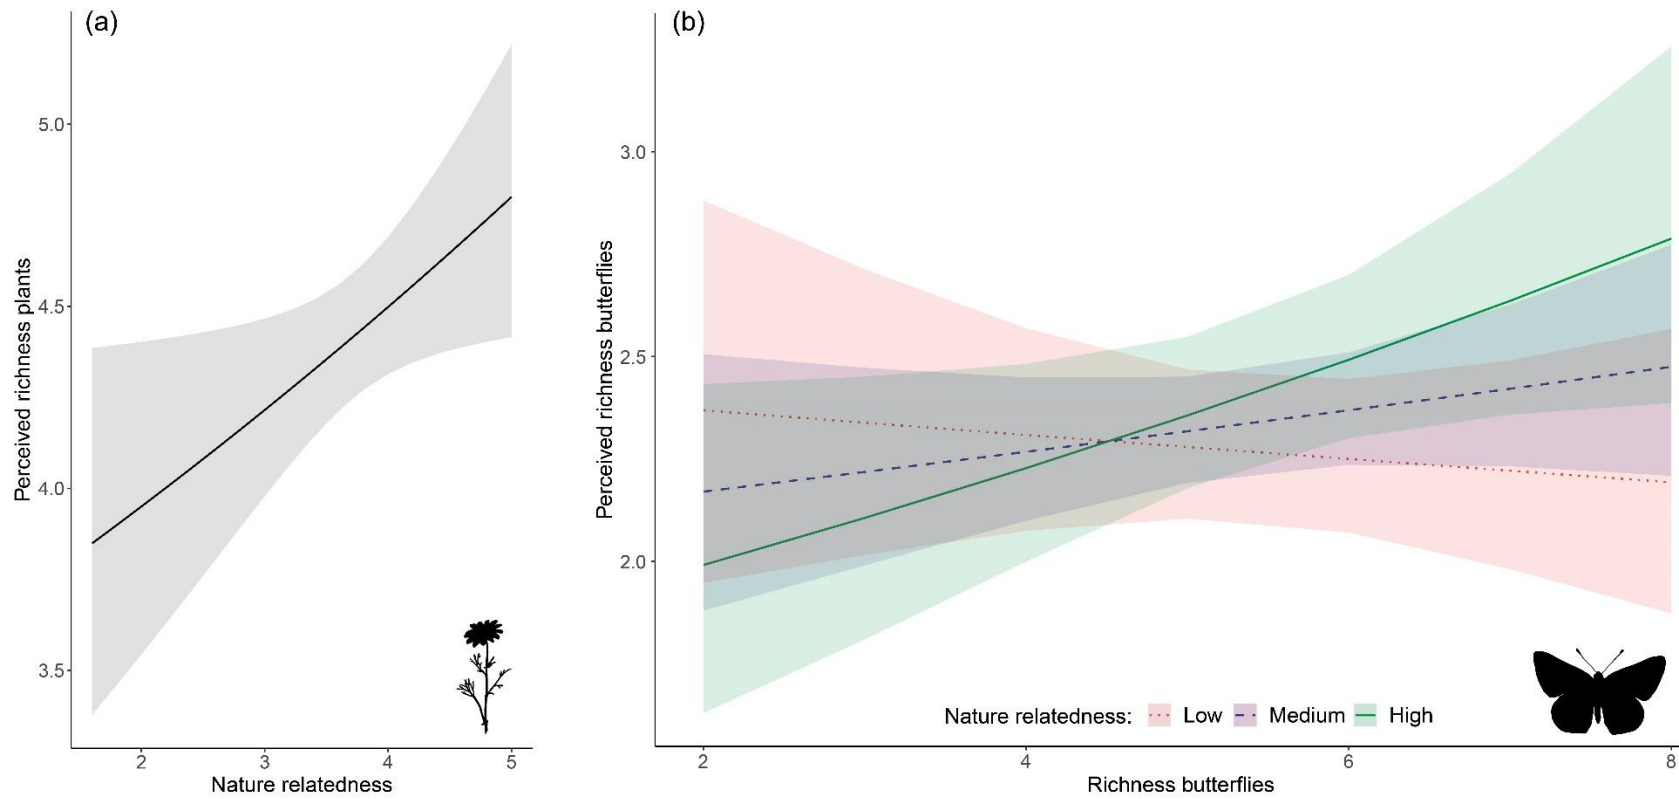 (a)
Perceived richness plants
5.0
4.5
4.0
3.5
2 3 4 5
Nature relatedness
(b)
Perceived richness butterflies
3.0
2.5
2.0
Nature relatedness: Low Medium High
2 4 6 8
Richness butterflies